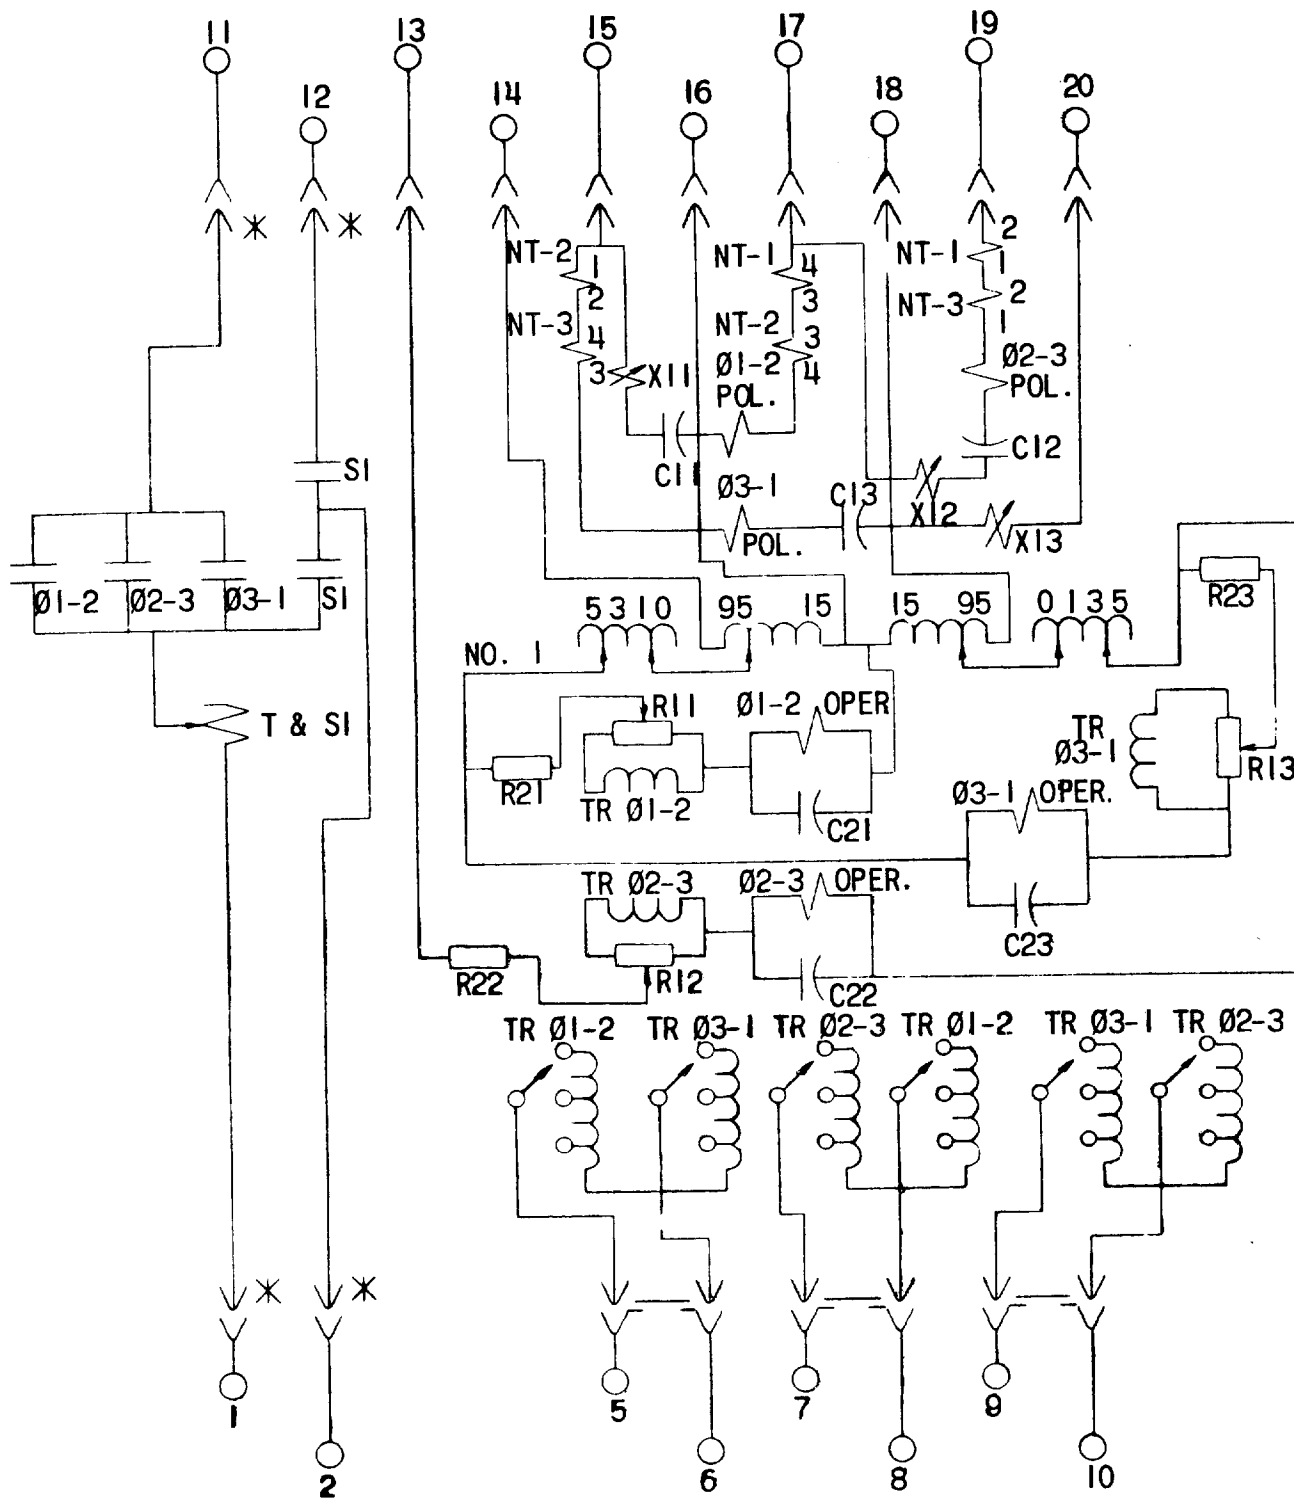 11
13
15
17
19
12
14
16
18
20
*
*
NT-2
1
2
NT-3
4
3
X11
NT-1
4
3
NT-2
3
4
Ø1-2
POL.
NT-1
2
1
NT-3
2
1
Ø2-3
POL.
C11
C12
S1
Ø3-1
POL.
C13
X12
X13
Ø1-2
Ø2-3
Ø3-1
S1
5 3 1 0
95 15
15 95
0 1 3 5
R23
NO. 1
T & S1
R11
Ø1-2 OPER
TR
Ø3-1
R13
R21
TR Ø1-2
C21
Ø3-1 OPER.
TR Ø2-3
Ø2-3 OPER.
C23
R22
R12
C22
TR Ø1-2
TR Ø3-1
TR Ø2-3
TR Ø1-2
TR Ø3-1
TR Ø2-3
*
*
1
5
7
9
2
6
8
10